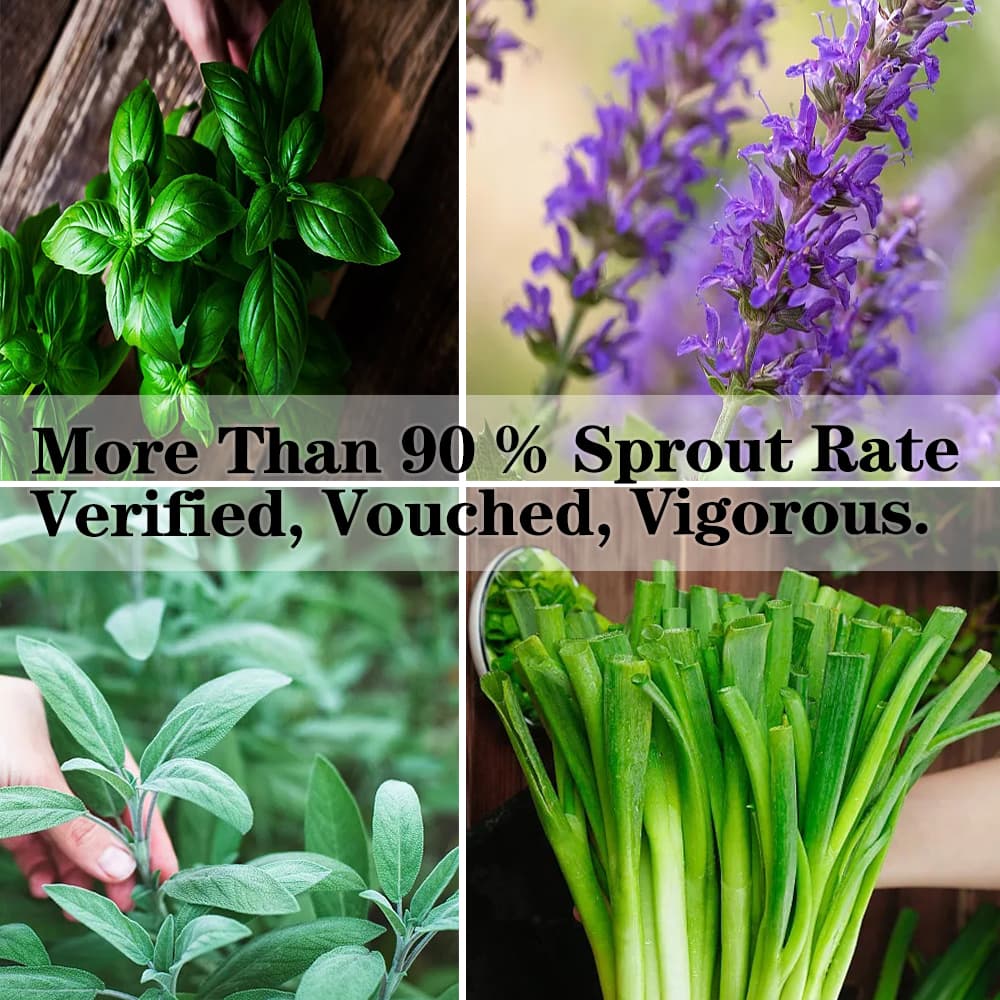 More Than 90 % Sprout Rate
Verified, Vouched, Vigorous.